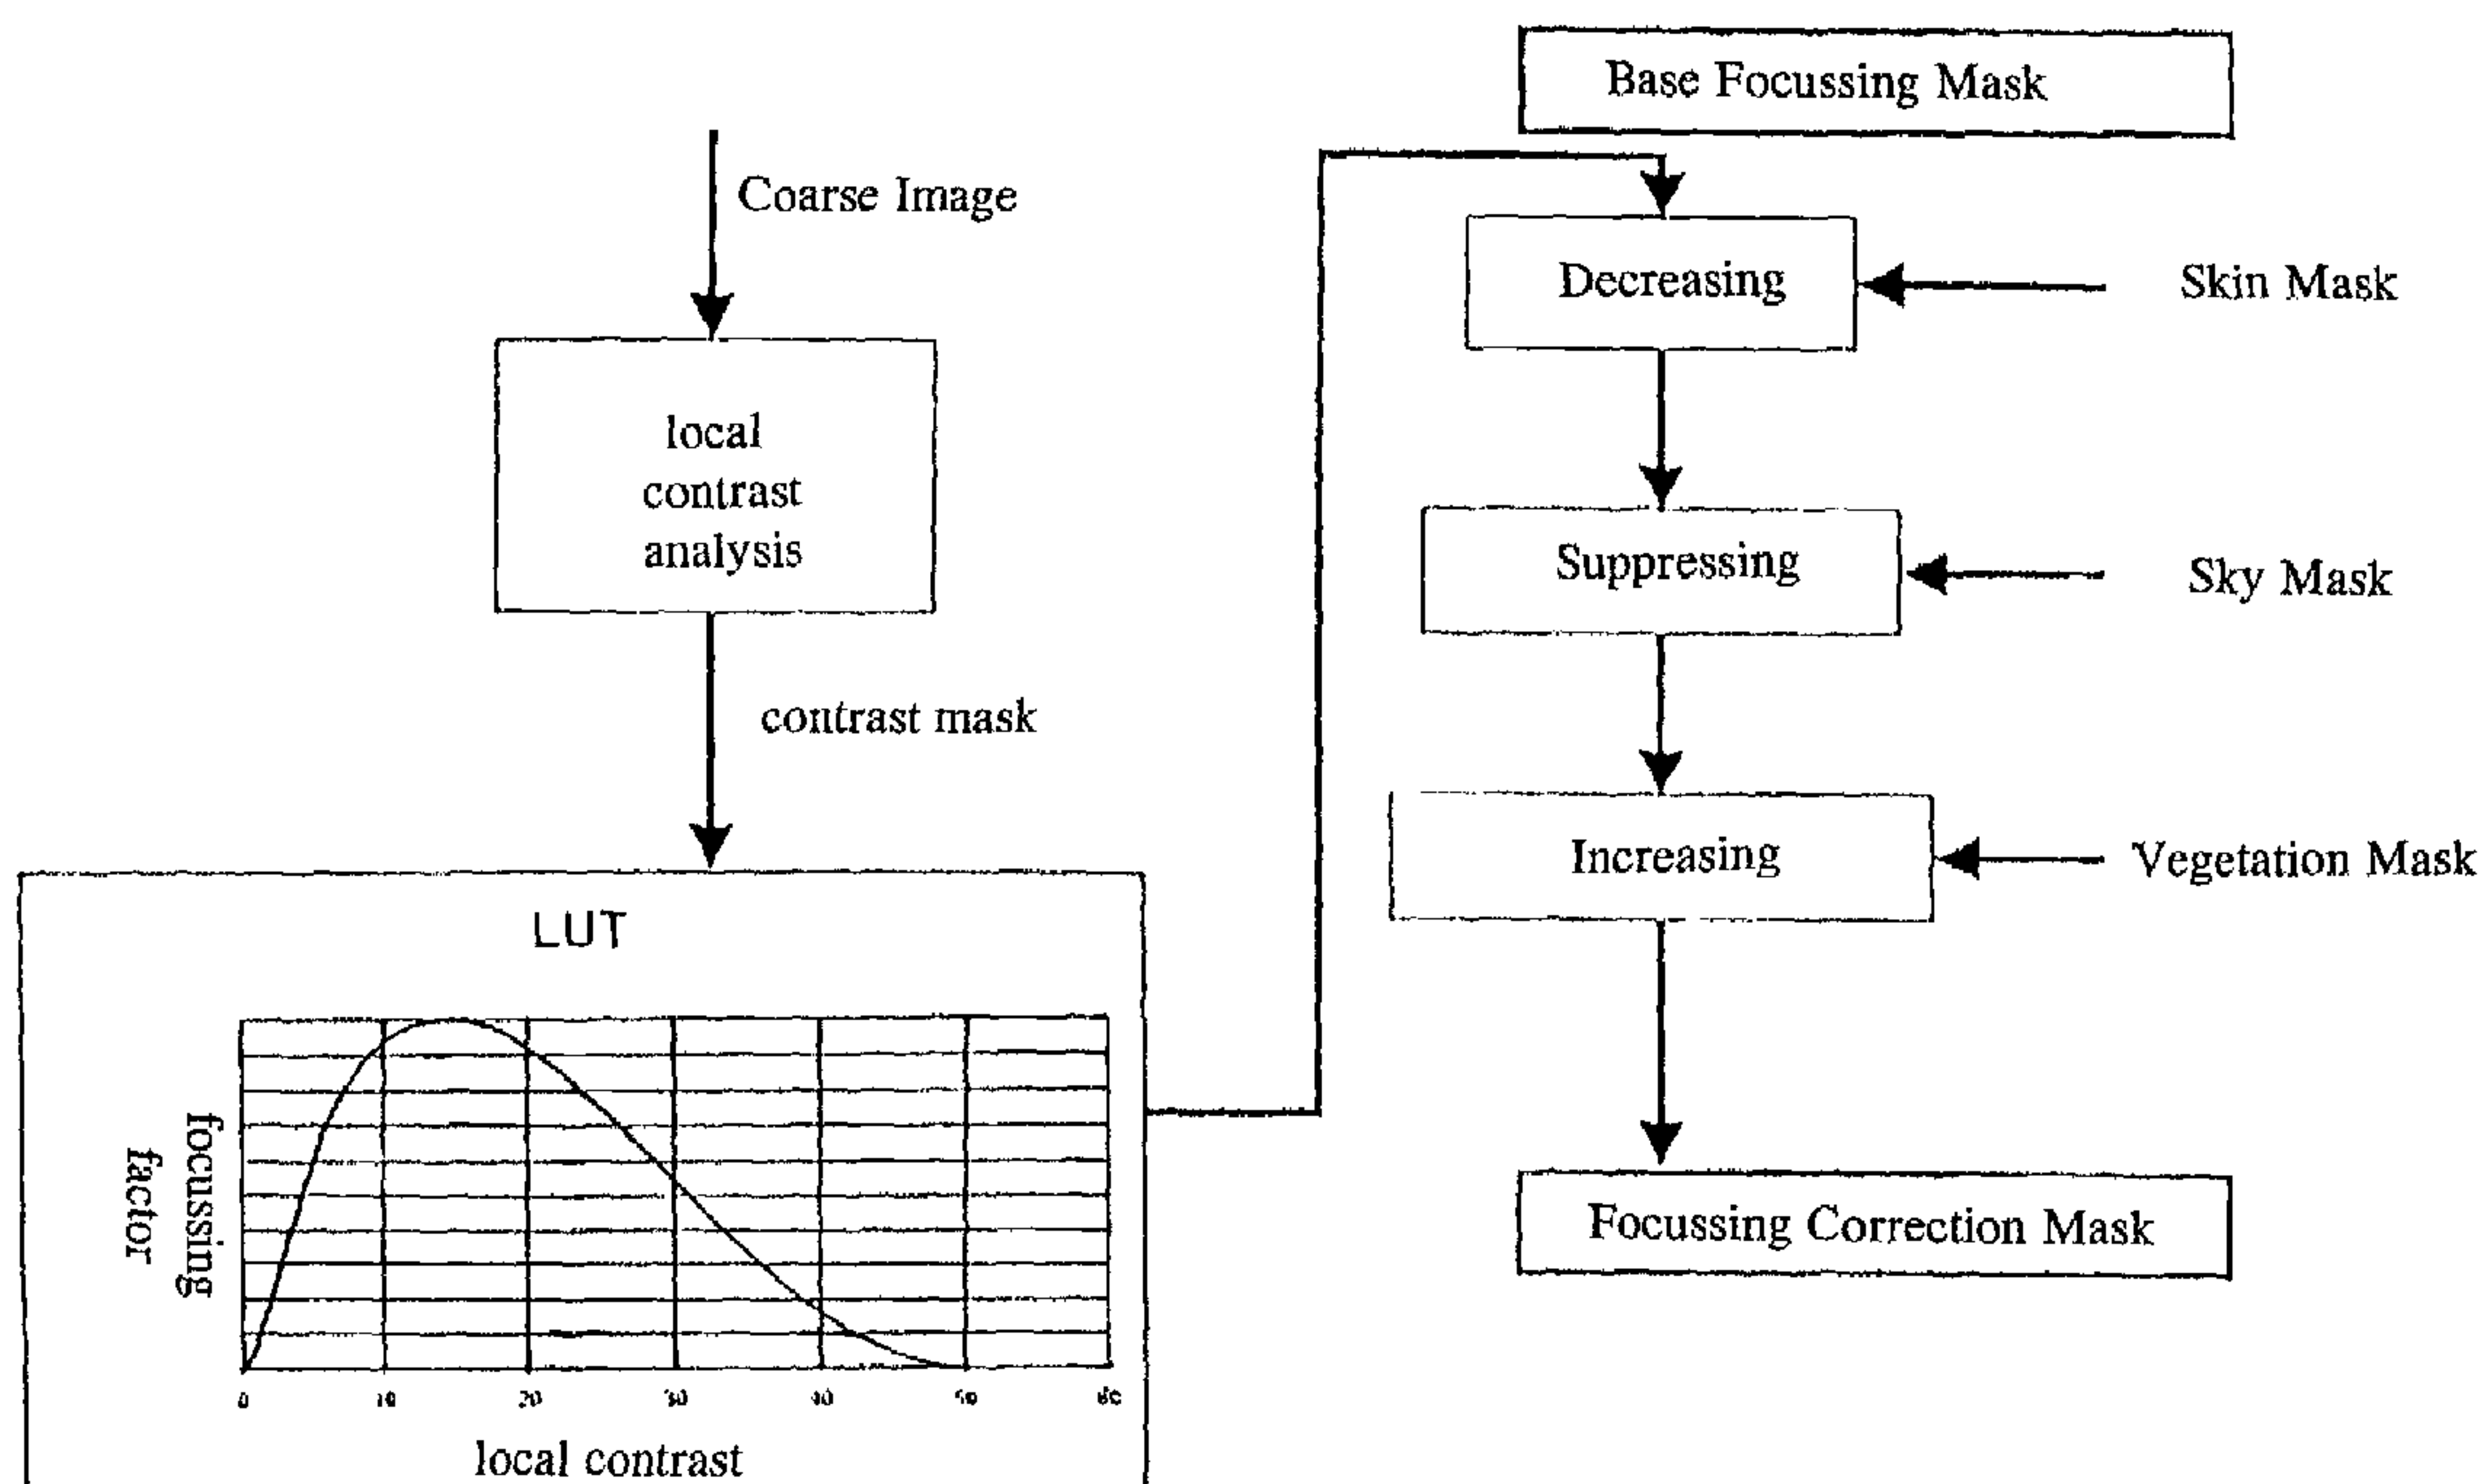 Base Focussing Mask
Coarse Image
Decreasing
Skin Mask
local
contrast
analysis
Suppressing
Sky Mask
contrast mask
Increasing
Vegetation Mask
LUT
focussing
factor
Focussing Correction Mask
0 10 20 30 40 50 60
local contrast